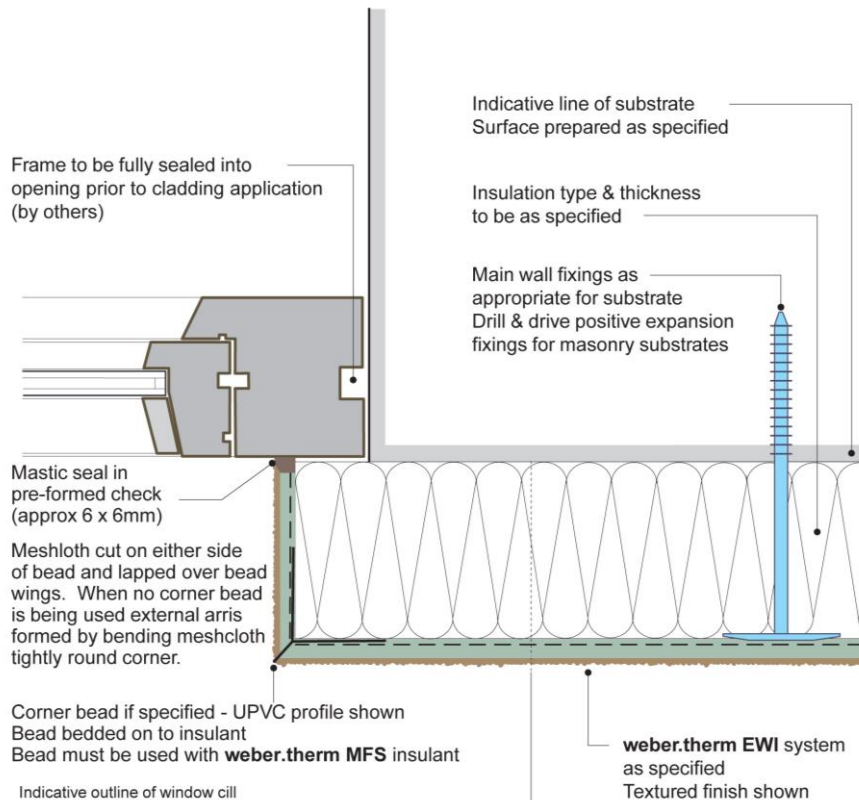 Indicative line of substrate
Surface prepared as specified
Frame to be fully sealed into
opening prior to cladding application
(by others)
Insulation type & thickness
to be as specified
Main wall fixings as
appropriate for substrate
Drill & drive positive expansion
fixings for masonry substrates
Mastic seal in
pre-formed check
(approx 6 x 6mm)
Meshloth cut on either side
of bead and lapped over bead
wings. When no corner bead
is being used external arris
formed by bending meshcloth
tightly round corner.
Corner bead if specified - UPVC profile shown
Bead bedded on to insulant
Bead must be used with weber.therm MFS insulant
weber.therm EWI system
as specified
Textured finish shown
Indicative outline of window cill